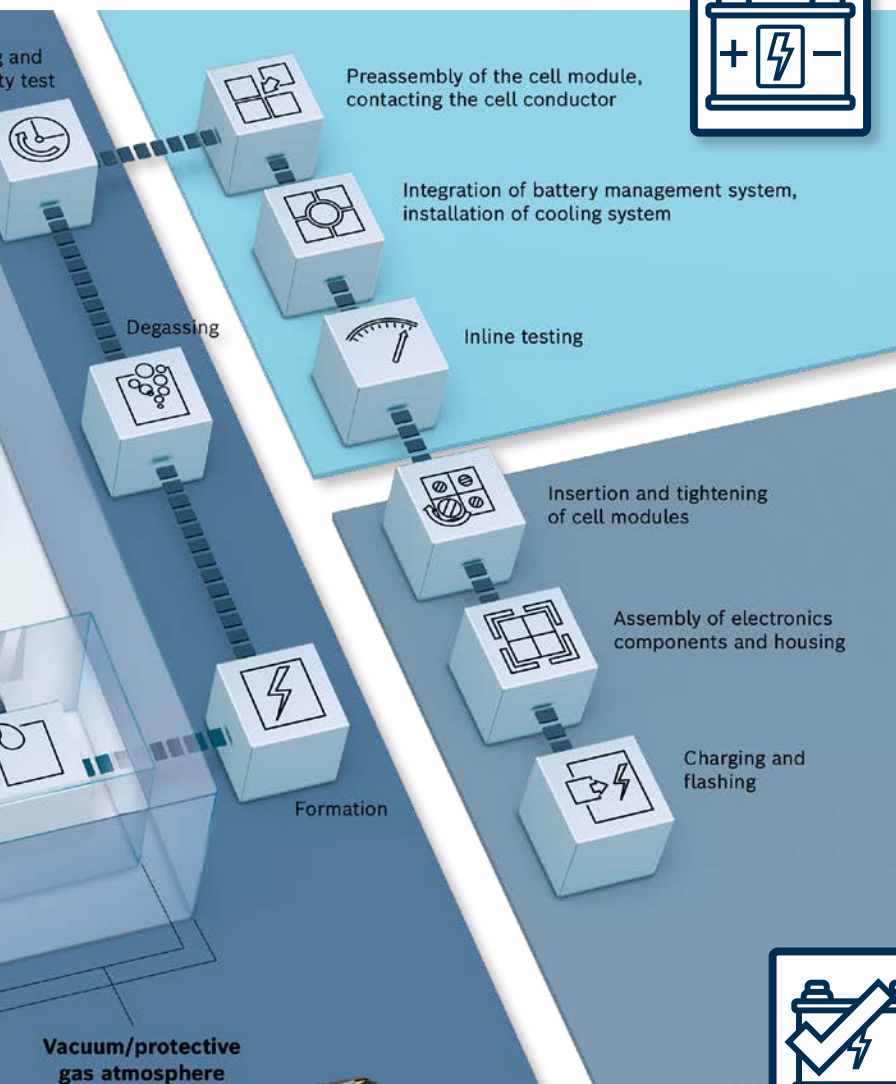 and
test
Preassembly of the cell module,
contacting the cell conductor
Integration of battery management system,
installation of cooling system
Degassing
Inline testing
Insertion and tightening
of cell modules
Assembly of electronics
components and housing
Charging and
flashing
Formation
Vacuum/protective
gas atmosphere